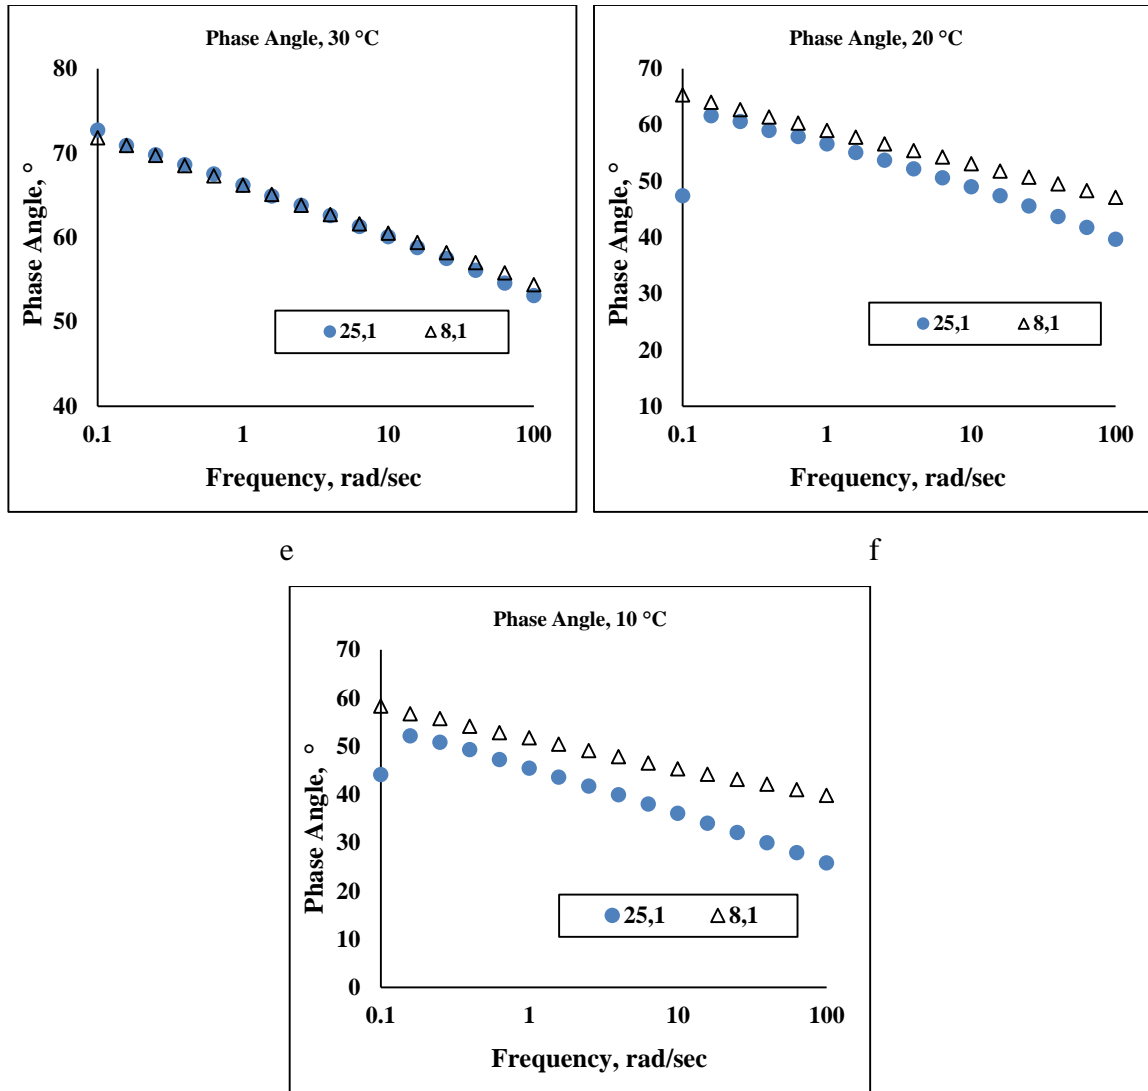 Phase Angle, 30 °C
80
70
60
50
40
Phase Angle, °
25,1 8,1
0.1 1 10 100
Frequency, rad/sec
Phase Angle, 20 °C
70
60
50
40
30
20
10
Phase Angle, °
25,1 8,1
0.1 1 10 100
Frequency, rad/sec
e f
Phase Angle, 10 °C
70
60
50
40
30
20
10
0
Phase Angle, °
25,1 8,1
0.1 1 10 100
Frequency, rad/sec